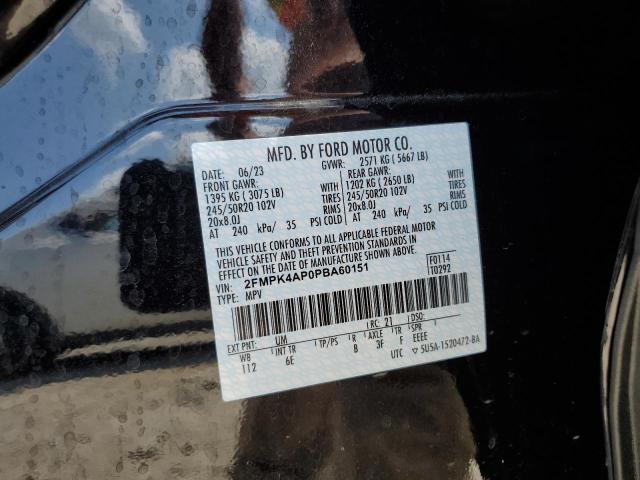 MFD. BY FORD MOTOR CO.
DATE: 06/23 GVWR: 2571 KG ( 5667 LB)
FRONT GAWR: REAR GAWR:
1395 KG ( 3075 LB) WITH 1202 KG ( 2650 LB) WITH
245/50R20 102V TIRES 245/50R20 102V TIRES
20x8.0J RIMS 20x8.0J RIMS
AT 240 kPa/ 35 PSI COLD AT 240 kPa/ 35 PSI COLD
THIS VEHICLE CONFORMS TO ALL APPLICABLE FEDERAL MOTOR
VEHICLE SAFETY AND THEFT PREVENTION STANDARDS IN
EFFECT ON THE DATE OF MANUFACTURE SHOWN ABOVE.
VIN: 2FMPK4AP0PBA60151 F0114
TYPE: MPV T0292
EXT PNT: UM RC: 21 DSO:
WB INT TR TP/PS R AXLE TR SPR
112 6E B 3F F EEEE
UTC 5U5A-1520472-BA